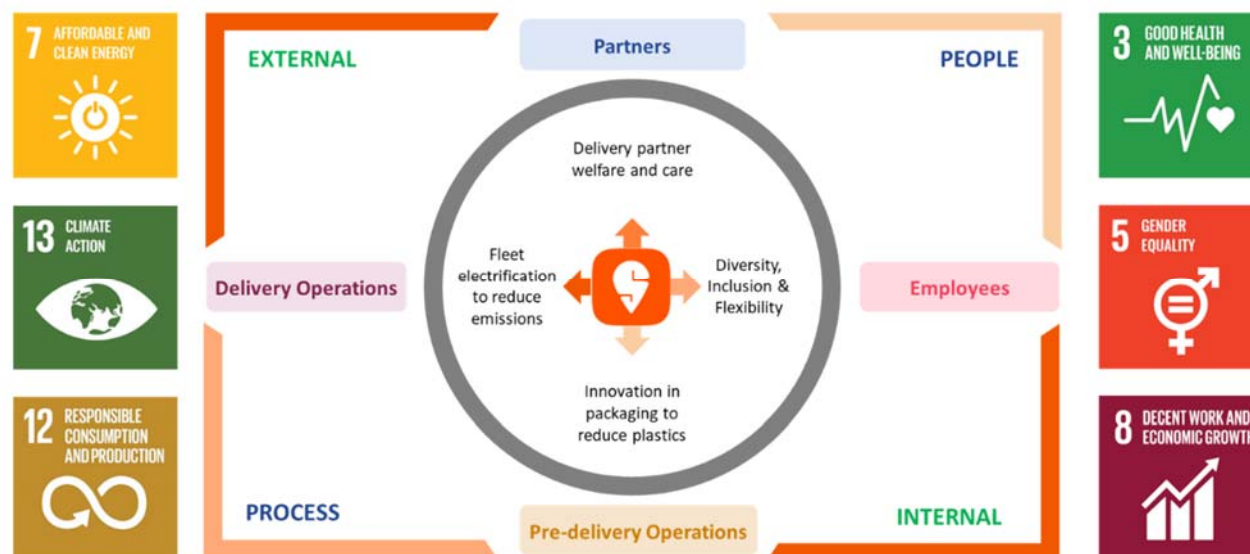 7 AFFORDABLE AND
CLEAN ENERGY
13 CLIMATE
ACTION
12 RESPONSIBLE
CONSUMPTION
AND PRODUCTION
EXTERNAL
Partners
PEOPLE
Delivery partner
welfare and care
Delivery Operations
Fleet
electrification
to reduce
emissions
Diversity,
Inclusion &
Flexibility
Employees
Innovation in
packaging to
reduce plastics
PROCESS
Pre-delivery Operations
INTERNAL
3 GOOD HEALTH
AND WELL-BEING
5 GENDER
EQUALITY
8 DECENT WORK AND
ECONOMIC GROWTH